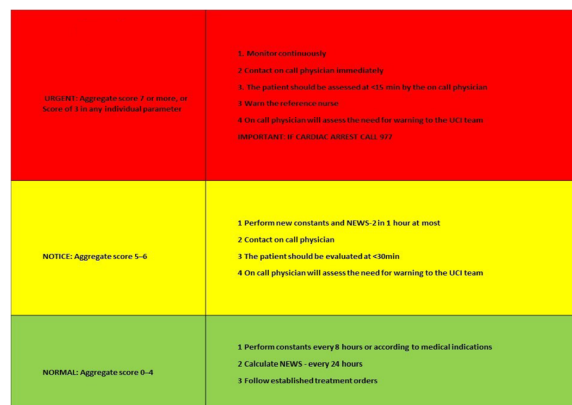 URGENT: Aggregate score 7 or more, or
Score of 3 in any individual parameter
1. Monitor continuously
2 Contact on call physician immediately
3. The patient should be assessed at <15 min by the on call physician
3 Warn the reference nurse
4 On call physician will assess the need for warning to the UCI team
IMPORTANT: IF CARDIAC ARREST CALL 977
NOTICE: Aggregate score 5–6
1 Perform new constants and NEWS-2 in 1 hour at most
2 Contact on call physician
3 The patient should be evaluated at <30min
4 On call physician will assess the need for warning to the UCI team
NORMAL: Aggregate score 0–4
1 Perform constants every 8 hours or according to medical indications
2 Calculate NEWS - every 24 hours
3 Follow established treatment orders